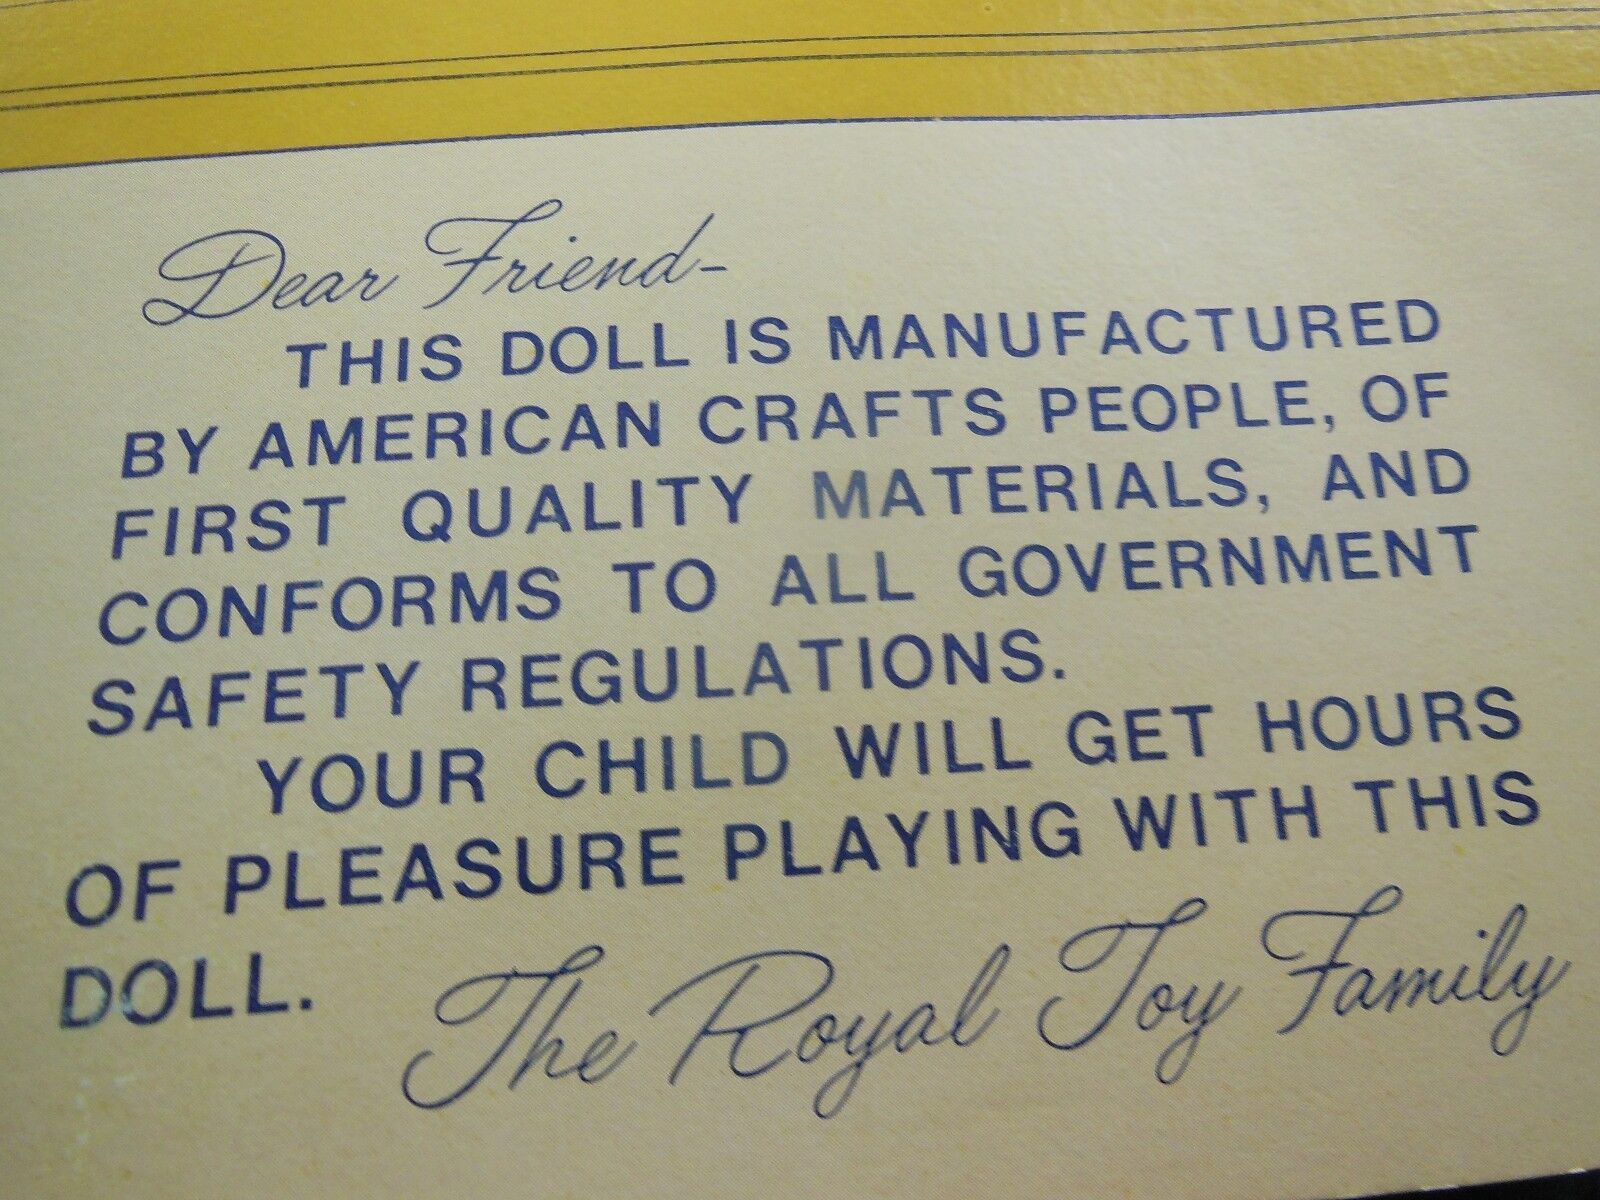 Dear Friend-
THIS DOLL IS MANUFACTURED
BY AMERICAN CRAFTS PEOPLE, OF
FIRST QUALITY MATERIALS, AND
CONFORMS TO ALL GOVERNMENT
SAFETY REGULATIONS.
YOUR CHILD WILL GET HOURS
OF PLEASURE PLAYING WITH THIS
DOLL.
The Royal Toy Family